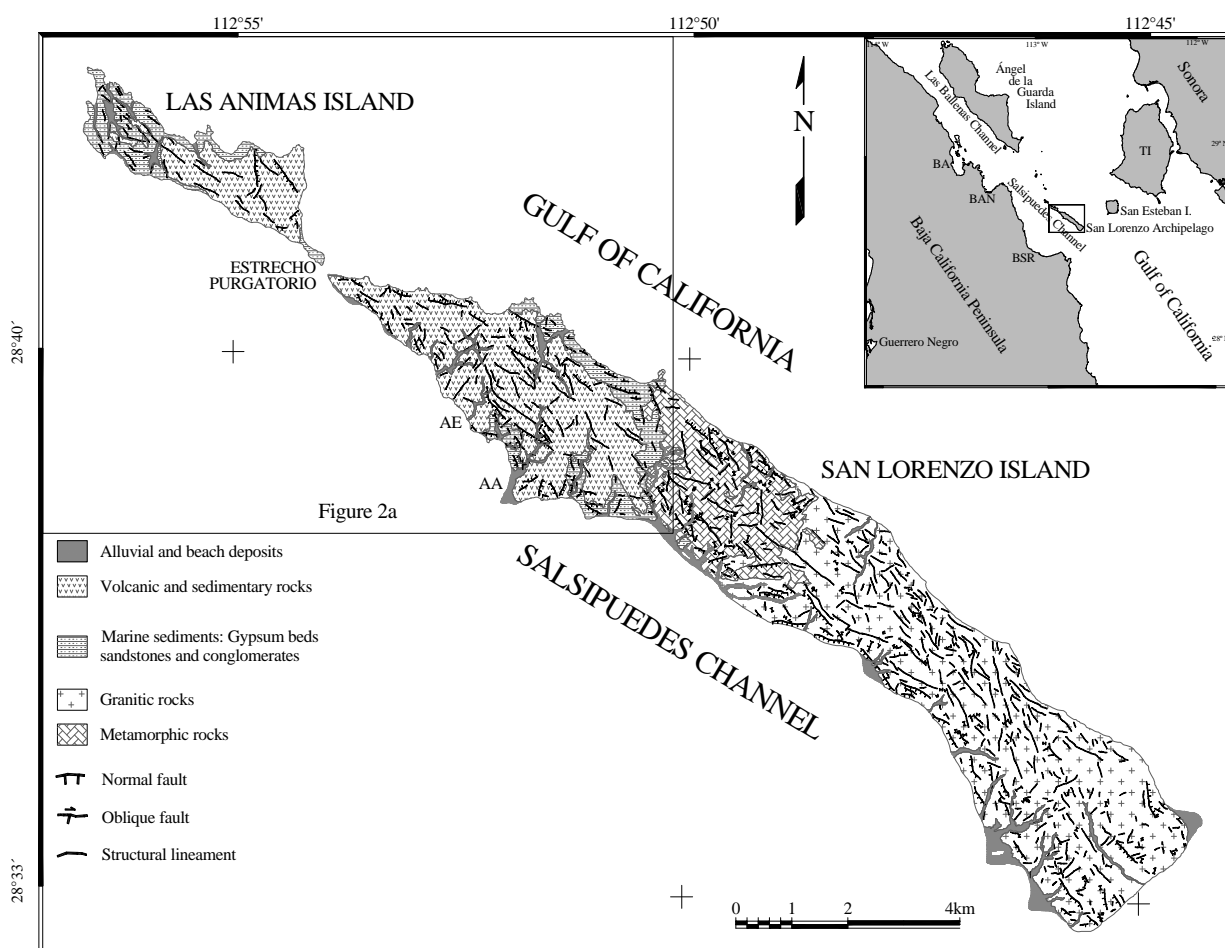 112°55´
112°50´
112°45´
LAS ANIMAS ISLAND
N
114° W
113° W
112° W
Ángel
de la
Guarda
Island
Las Ballenas Channel
Sonora
29° N
TI
BA
BAN
Salsipuedes Channel
San Esteban I.
San Lorenzo Archipelago
BSR
Baja California Peninsula
Gulf of California
Guerrero Negro
GULF OF CALIFORNIA
ESTRECHO
PURGATORIO
28°40´
AE
AA
SAN LORENZO ISLAND
Figure 2a
SALSIPUEDES CHANNEL
Alluvial and beach deposits
Volcanic and sedimentary rocks
Marine sediments: Gypsum beds
sandstones and conglomerates
Granitic rocks
Metamorphic rocks
Normal fault
Oblique fault
Structural lineament
28°33´
0 1 2 4km